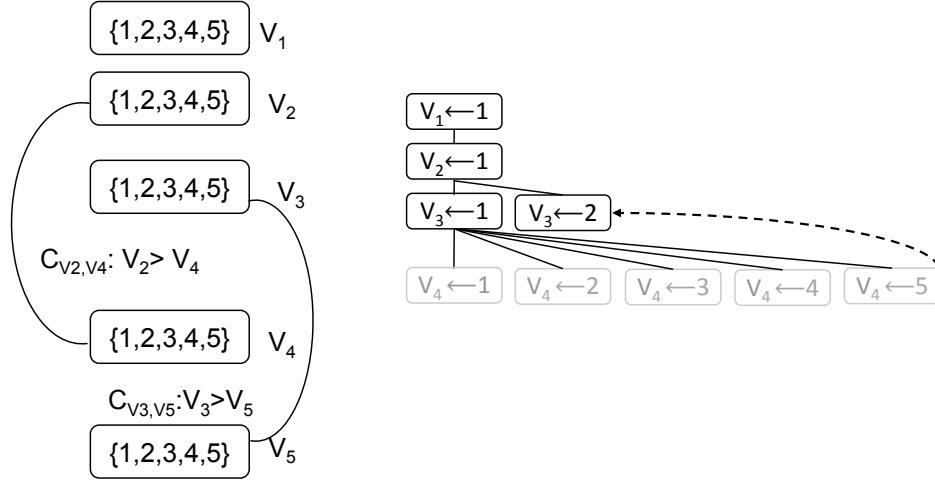 {1,2,3,4,5} V₁
{1,2,3,4,5} V₂
{1,2,3,4,5} V₃
C_V2,V4: V₂> V₄
{1,2,3,4,5} V₄
C_V3,V5:V₃>V₅
{1,2,3,4,5} V₅
V₁←1
V₂←1
V₃←1 V₃←2
V₄←1 V₄←2 V₄←3 V₄←4 V₄←5